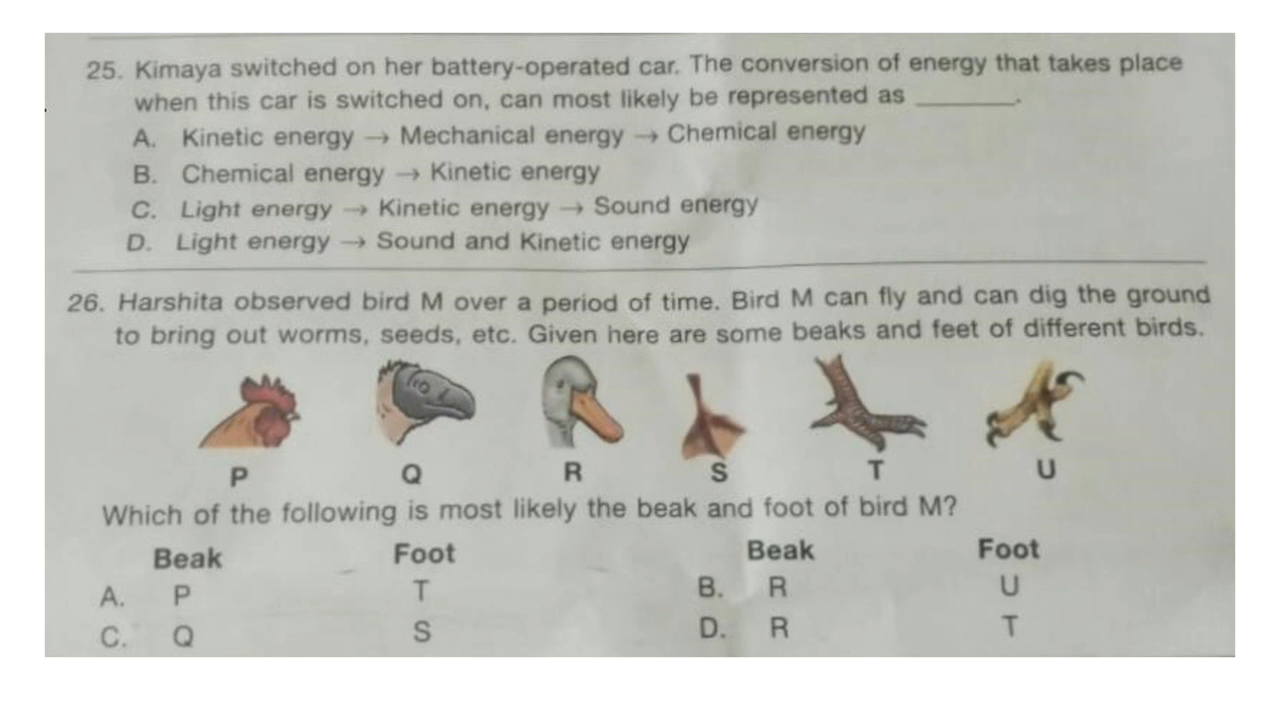 25. Kimaya switched on her battery-operated car. The conversion of energy that takes place
when this car is switched on, can most likely be represented as ________.
A. Kinetic energy → Mechanical energy → Chemical energy
B. Chemical energy → Kinetic energy
C. Light energy → Kinetic energy → Sound energy
D. Light energy → Sound and Kinetic energy
26. Harshita observed bird M over a period of time. Bird M can fly and can dig the ground
to bring out worms, seeds, etc. Given here are some beaks and feet of different birds.
P Q R S T U
Which of the following is most likely the beak and foot of bird M?
Beak Foot Beak Foot
A. P T B. R U
C. Q S D. R T